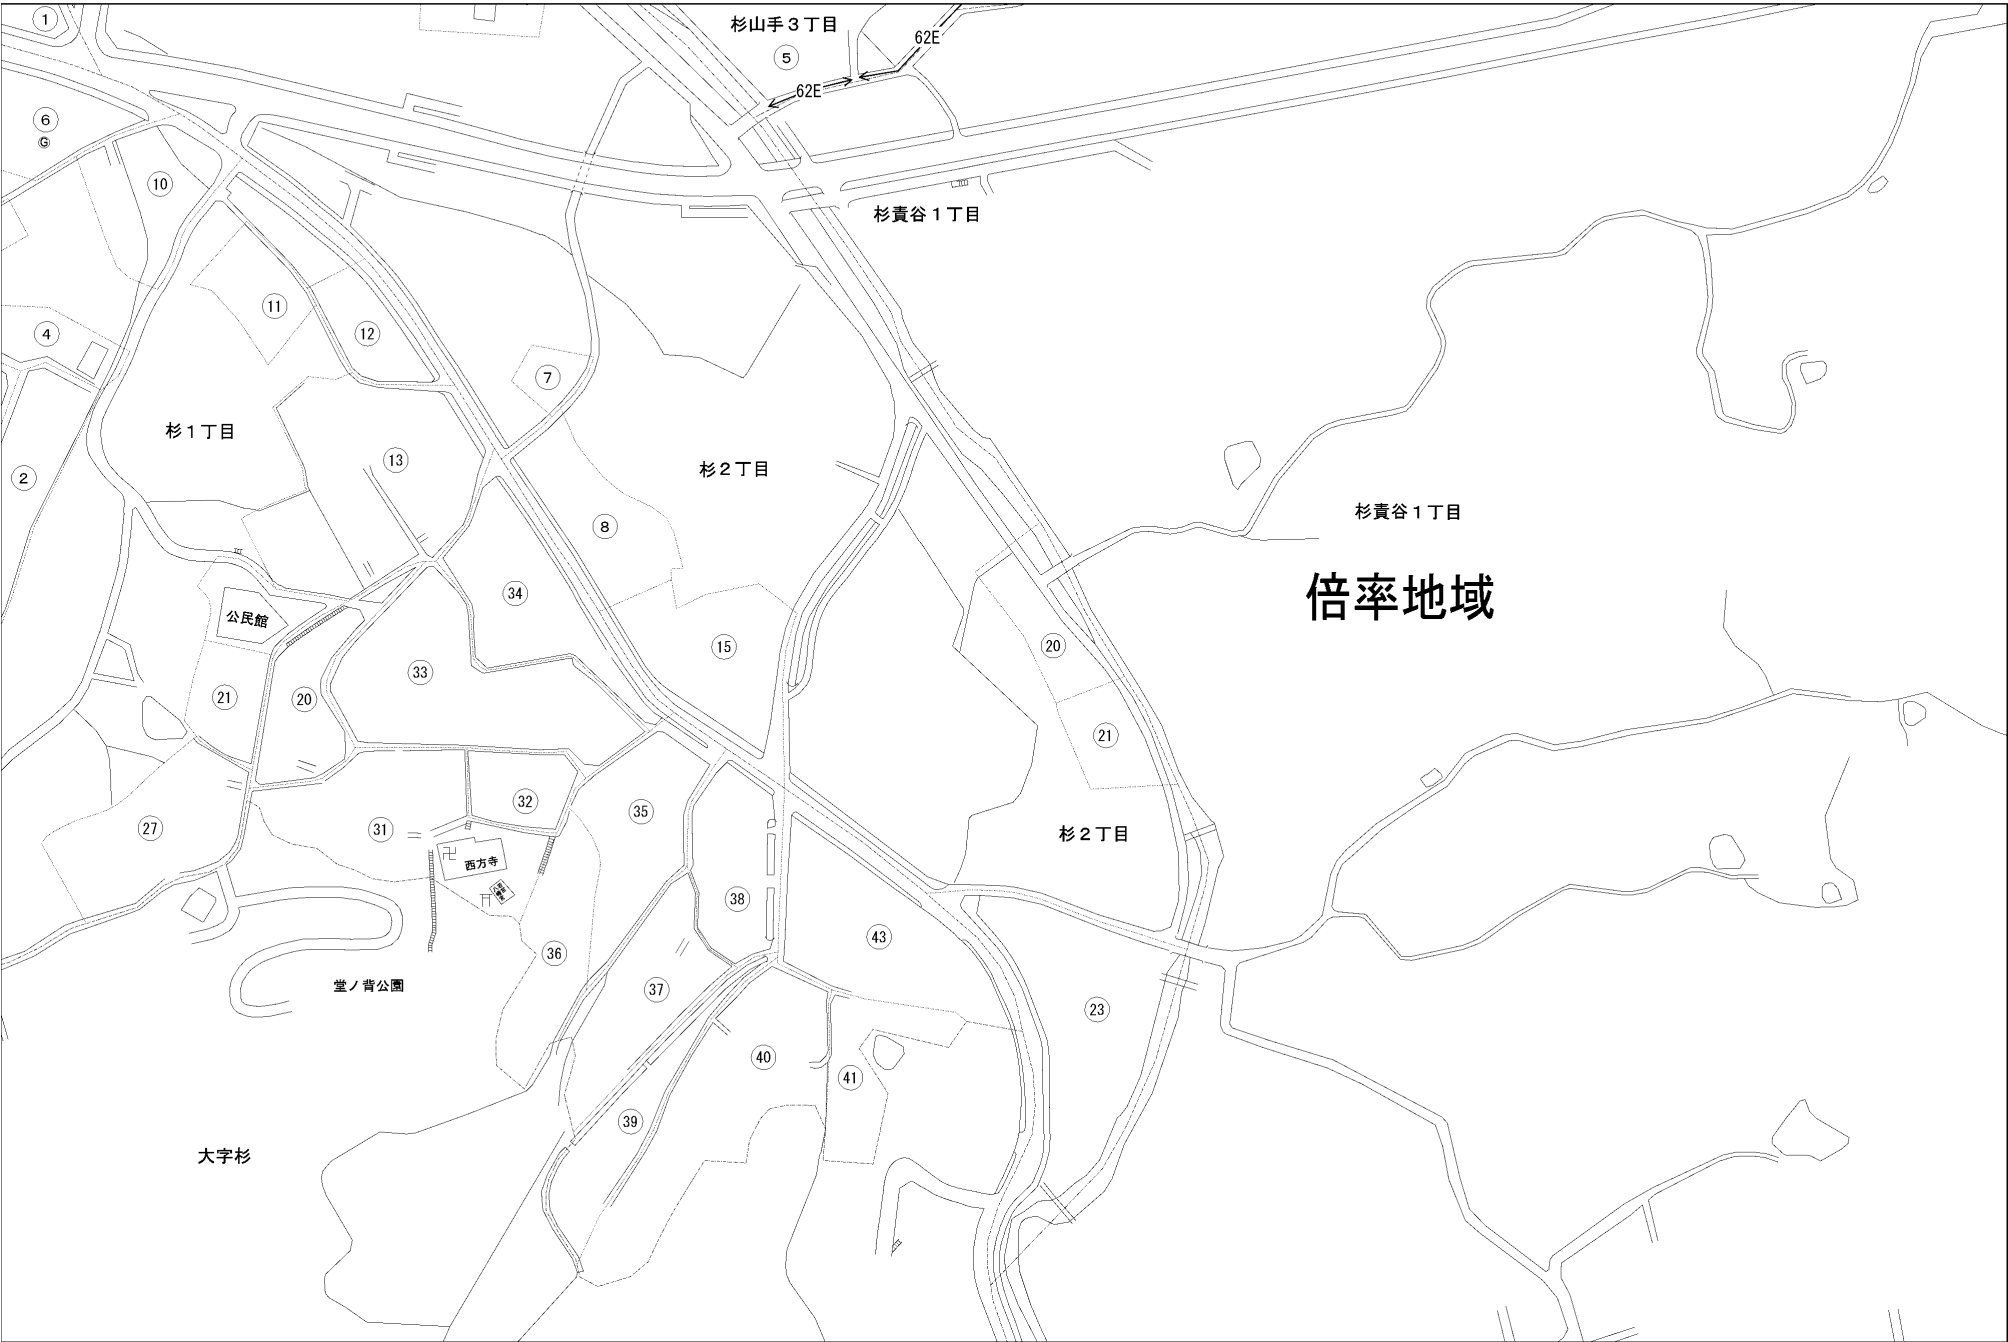 ①
杉山手３丁目
⑤
62E
62E
⑥
Ⓖ
⑩
杉責谷１丁目
⑪
⑫
④
⑦
杉１丁目
⑬
杉２丁目
②
⑧
杉責谷１丁目
倍率地域
㉞
公民館
⑮
⑳
㉝
㉑
⑳
㉑
㉜
㉟
㉗
㉛
杉２丁目
卍
西方寺
㊳
㊸
㊱
堂ノ背公園
㊲
㉓
㊵
㊶
㊴
大字杉